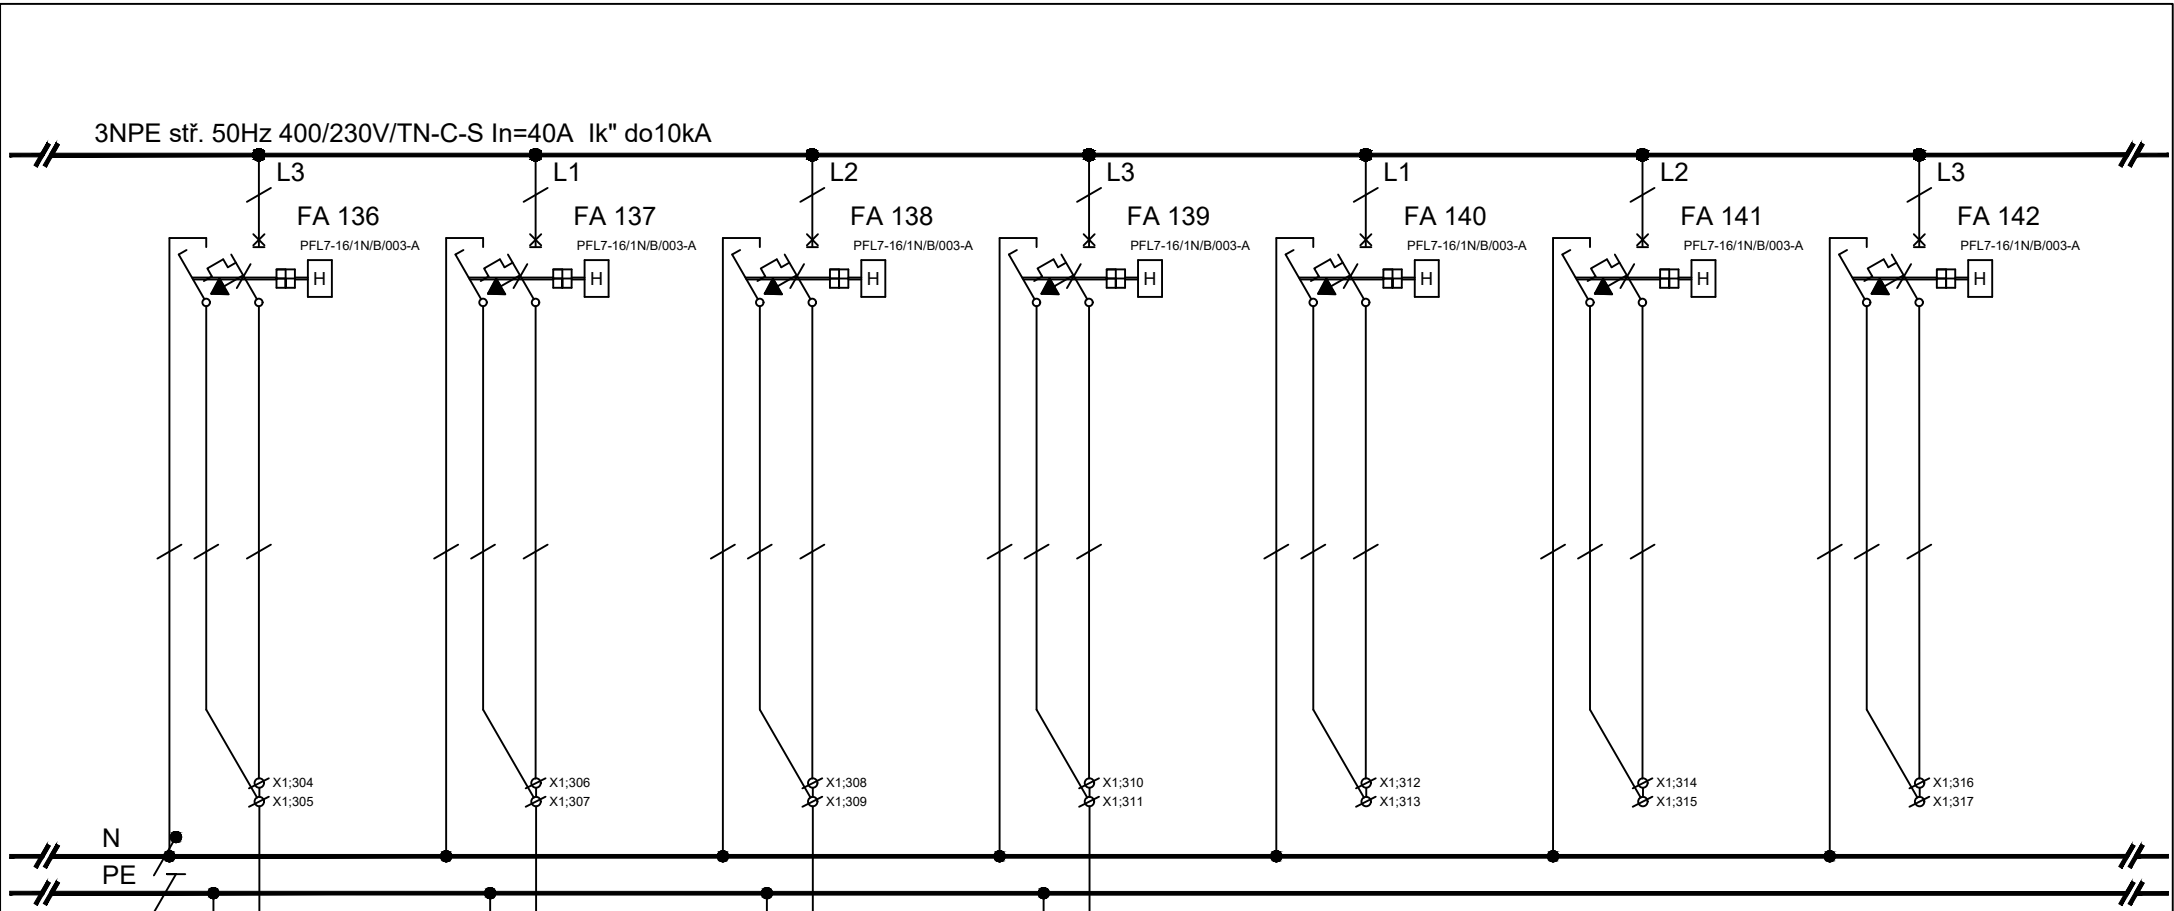 3NPE stř. 50Hz 400/230V/TN-C-S In=40A Ik" do10kA
L3 L1 L2 L3 L1 L2 L3
FA 136 FA 137 FA 138 FA 139 FA 140 FA 141 FA 142
PFL7-16/1N/B/003-A PFL7-16/1N/B/003-A PFL7-16/1N/B/003-A PFL7-16/1N/B/003-A PFL7-16/1N/B/003-A PFL7-16/1N/B/003-A PFL7-16/1N/B/003-A
H H H H H H H
X1;304 X1;306 X1;308 X1;310 X1;312 X1;314 X1;316
X1;305 X1;307 X1;309 X1;311 X1;313 X1;315 X1;317
N
PE